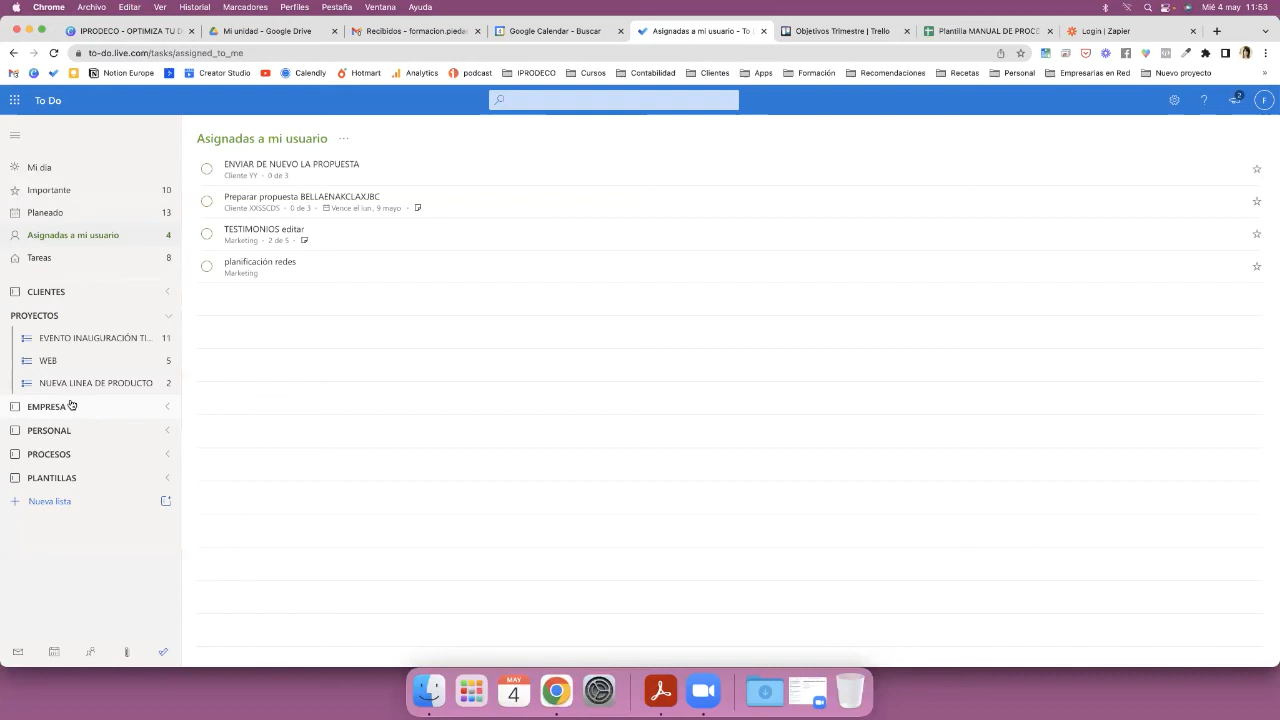 Chrome Archivo Editar Ver Historial Marcadores Perfiles Pestaña Ventana Ayuda Mié 4 may 11:53
IPRODECO - OPTIMIZA TU D Mi unidad - Google Drive Recibidos - formacion.piedan Google Calendar - Buscar Asignadas a mi usuario - To Objetivos Trimestre | Trello Plantilla MANUAL DE PROCE Login | Zapier
to-do.live.com/tasks/assigned_to_me
Notion Europe Creator Studio Calendly Hotmart Analytics podcast IPRODECO Cursos Contabilidad Clientes Apps Formación Recomendaciones Recetas Personal Empresarias en Red Nuevo proyecto »
To Do 2 F
Asignadas a mi usuario ...
Mi día
Importante 10
Planeado 13
Asignadas a mi usuario 4
Tareas 8
CLIENTES
PROYECTOS
EVENTO INAUGURACIÓN TI... 11
WEB 5
NUEVA LINEA DE PRODUCTO 2
EMPRESA
PERSONAL
PROCESOS
PLANTILLAS
Nueva lista
ENVIAR DE NUEVO LA PROPUESTA
Cliente YY · 0 de 3
Preparar propuesta BELLAENAKCLAXJBC
Cliente XXSSCDS · 0 de 3 · Vence el lun., 9 mayo ·
TESTIMONIOS editar
Marketing · 2 de 5 ·
planificación redes
Marketing
MAY
4